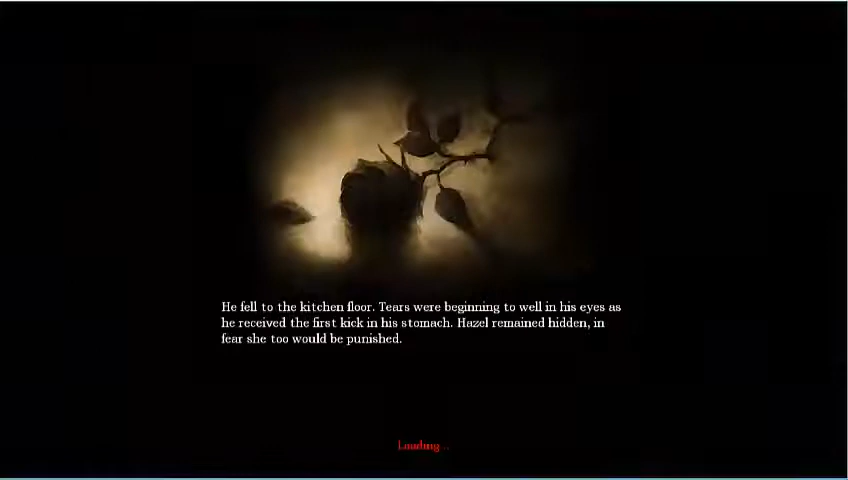 He fell to the kitchen floor. Tears were beginning to well in his eyes as
he received the first kick in his stomach. Hazel remained hidden, in
fear she too would be punished.
Loading...